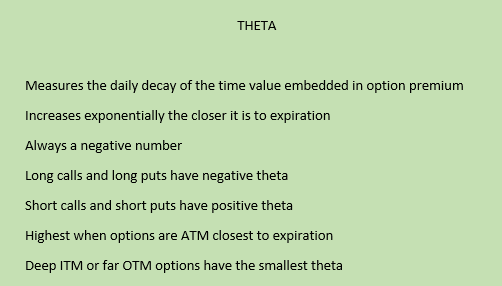 THETA
Measures the daily decay of the time value embedded in option premium
Increases exponentially the closer it is to expiration
Always a negative number
Long calls and long puts have negative theta
Short calls and short puts have positive theta
Highest when options are ATM closest to expiration
Deep ITM or far OTM options have the smallest theta